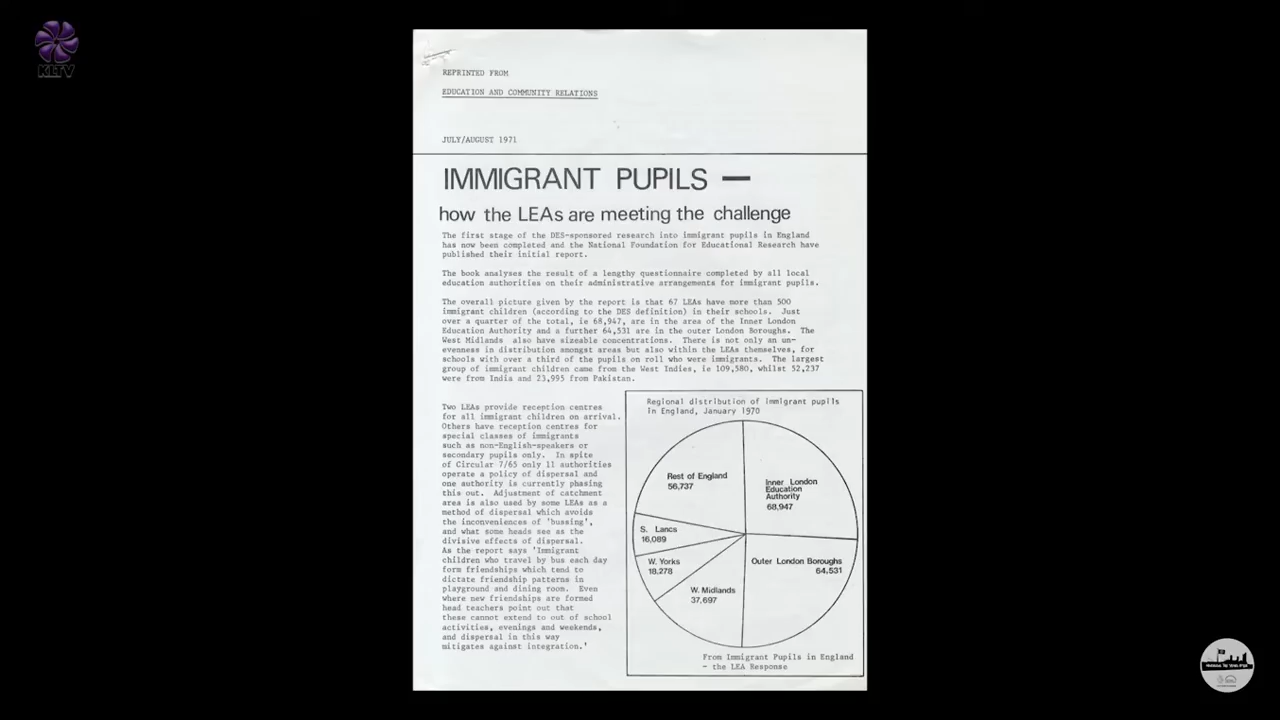 KLTV
REPRINTED FROM
EDUCATION AND COMMUNITY RELATIONS
JULY/AUGUST 1971
IMMIGRANT PUPILS —
how the LEAs are meeting the challenge
The first stage of the DES-sponsored research into immigrant pupils in England
has now been completed and the National Foundation for Educational Research have
published their initial report.
The book analyses the result of a lengthy questionnaire completed by all local
education authorities on their administrative arrangements for immigrant pupils.
The overall picture given by the report is that 67 LEAs have more than 500
immigrant children (according to the DES definition) in their schools. Just
over a quarter of the total, ie 68,947, are in the area of the Inner London
Education Authority and a further 64,531 are in the outer London Boroughs. The
West Midlands also have sizeable concentrations. There is not only an un-
evenness in distribution amongst areas but also within the LEAs themselves, for
schools with over a third of the pupils on roll who were immigrants. The largest
group of immigrant children came from the West Indies, ie 109,580, whilst 52,237
were from India and 23,995 from Pakistan.
Two LEAs provide reception centres
for all immigrant children on arrival.
Others have reception centres for
special classes of immigrants
such as non-English-speakers or
secondary pupils only. In spite
of Circular 7/65 only 11 authorities
operate a policy of dispersal and
one authority is currently phasing
this out. Adjustment of catchment
area is also used by some LEAs as a
method of dispersal which avoids
the inconveniences of 'bussing',
and what some heads see as the
divisive effects of dispersal.
As the report says 'Immigrant
children who travel by bus each day
form friendships which tend to
dictate friendship patterns in
playground and dining room. Even
where new friendships are formed
head teachers point out that
these cannot extend to out of school
activities, evenings and weekends,
and dispersal in this way
mitigates against integration.'
Regional distribution of immigrant pupils
in England, January 1970
Rest of England
56,737
Inner London
Education
Authority
68,947
S. Lancs
16,089
W. Yorks
18,278
W. Midlands
37,697
Outer London Boroughs
64,531
From Immigrant Pupils in England
- the LEA Response